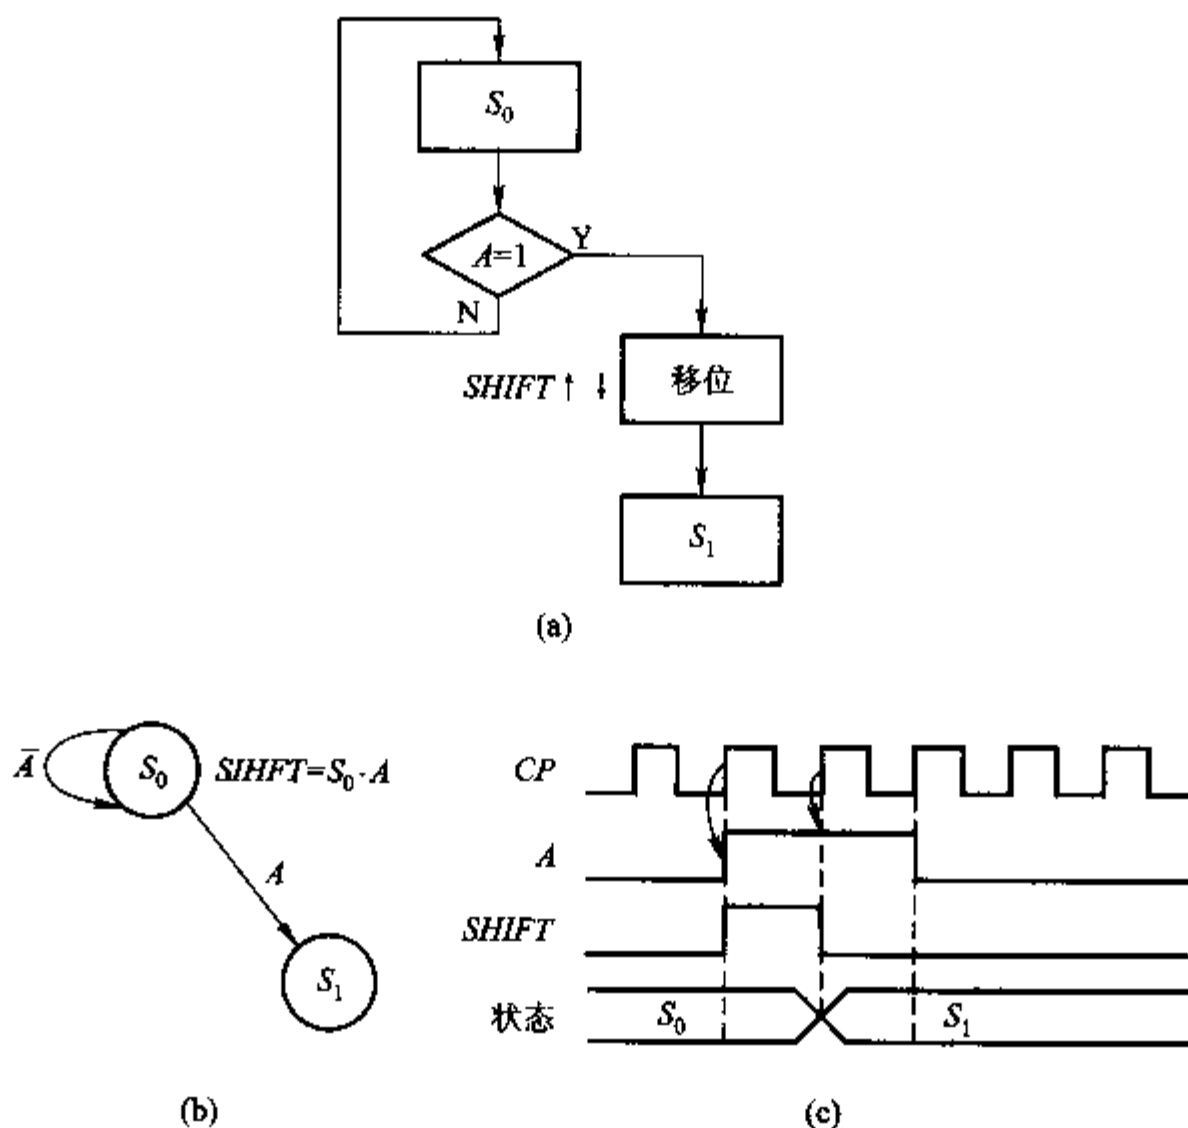 S₀
A=1
Y
N
SHIFT↑ ↓
移位
S₁
(a)
Ā
S₀
SIHFT=S₀·A
A
S₁
(b)
CP
A
SHIFT
状态
S₀
S₁
(c)